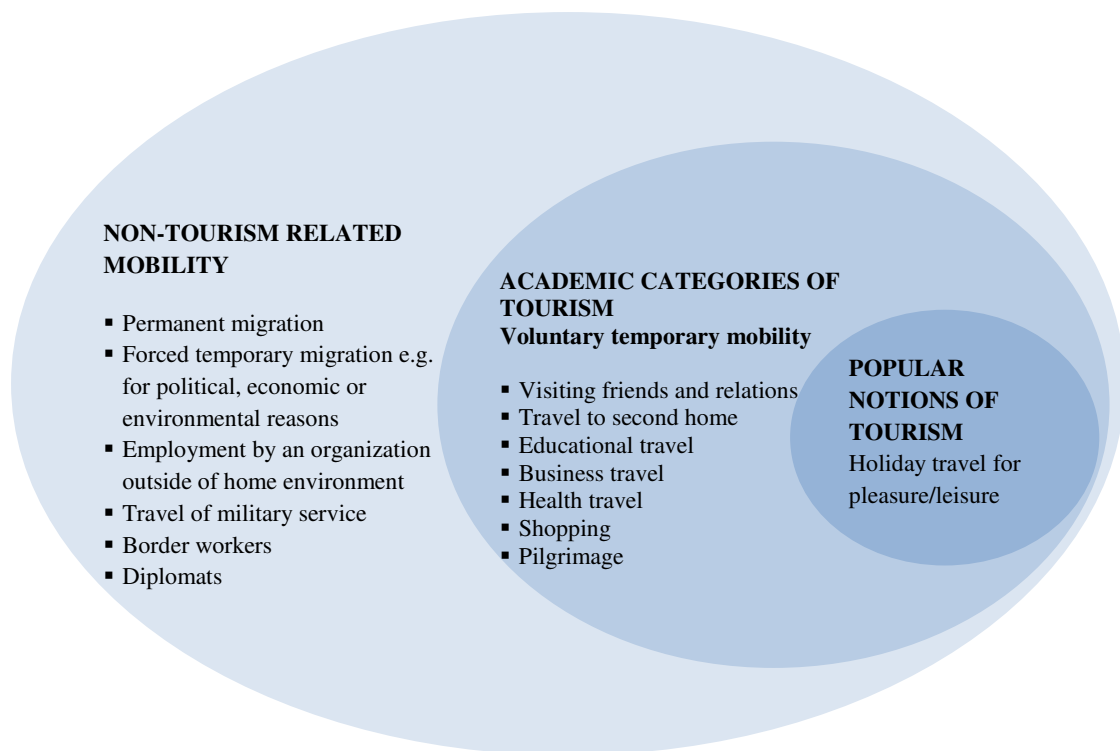 NON-TOURISM RELATED
MOBILITY
▪ Permanent migration
▪ Forced temporary migration e.g.
for political, economic or
environmental reasons
▪ Employment by an organization
outside of home environment
▪ Travel of military service
▪ Border workers
▪ Diplomats
ACADEMIC CATEGORIES OF
TOURISM
Voluntary temporary mobility
▪ Visiting friends and relations
▪ Travel to second home
▪ Educational travel
▪ Business travel
▪ Health travel
▪ Shopping
▪ Pilgrimage
POPULAR
NOTIONS OF
TOURISM
Holiday travel for
pleasure/leisure